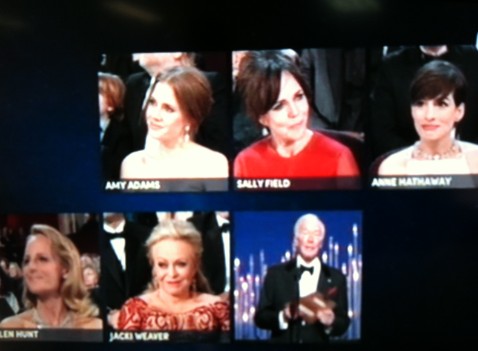 AMY ADAMS
SALLY FIELD
ANNE HATHAWAY
LEN HUNT
JACKI WEAVER